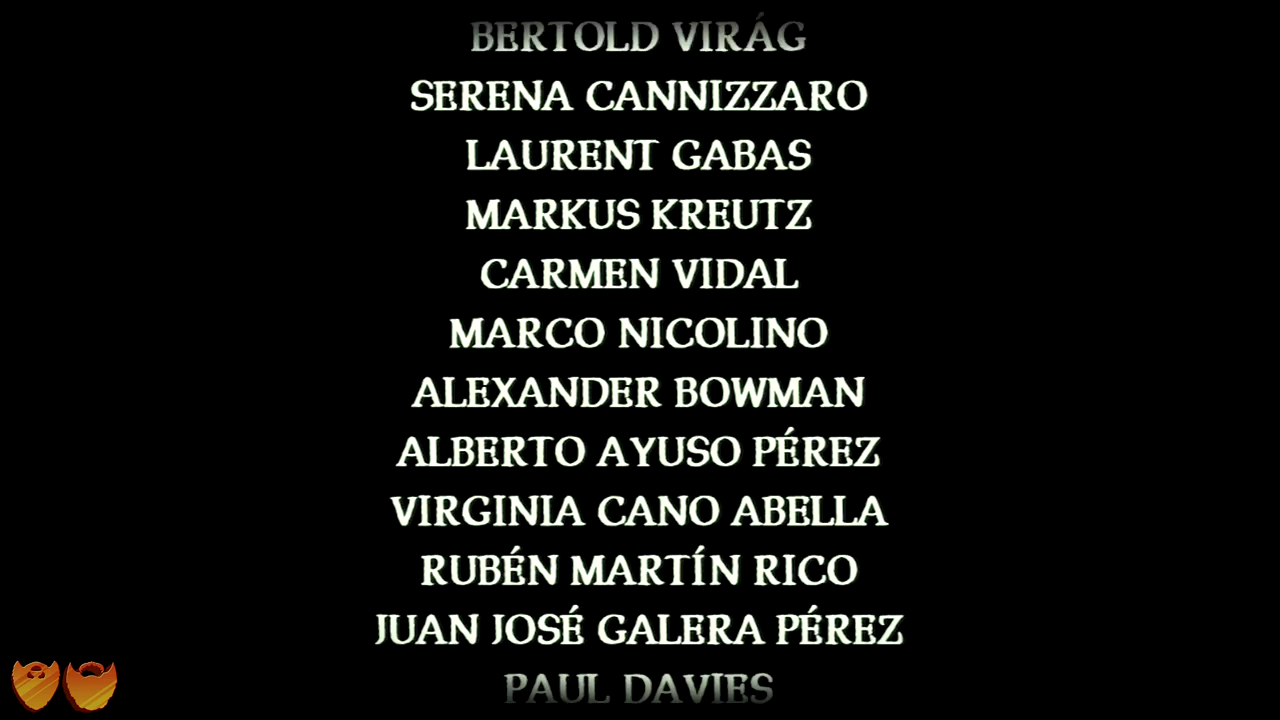 BERTOLD VIRÁG
SERENA CANNIZZARO
LAURENT GABAS
MARKUS KREUTZ
CARMEN VIDAL
MARCO NICOLINO
ALEXANDER BOWMAN
ALBERTO AYUSO PÉREZ
VIRGINIA CANO ABELLA
RUBÉN MARTÍN RICO
JUAN JOSÉ GALERA PÉREZ
PAUL DAVIES